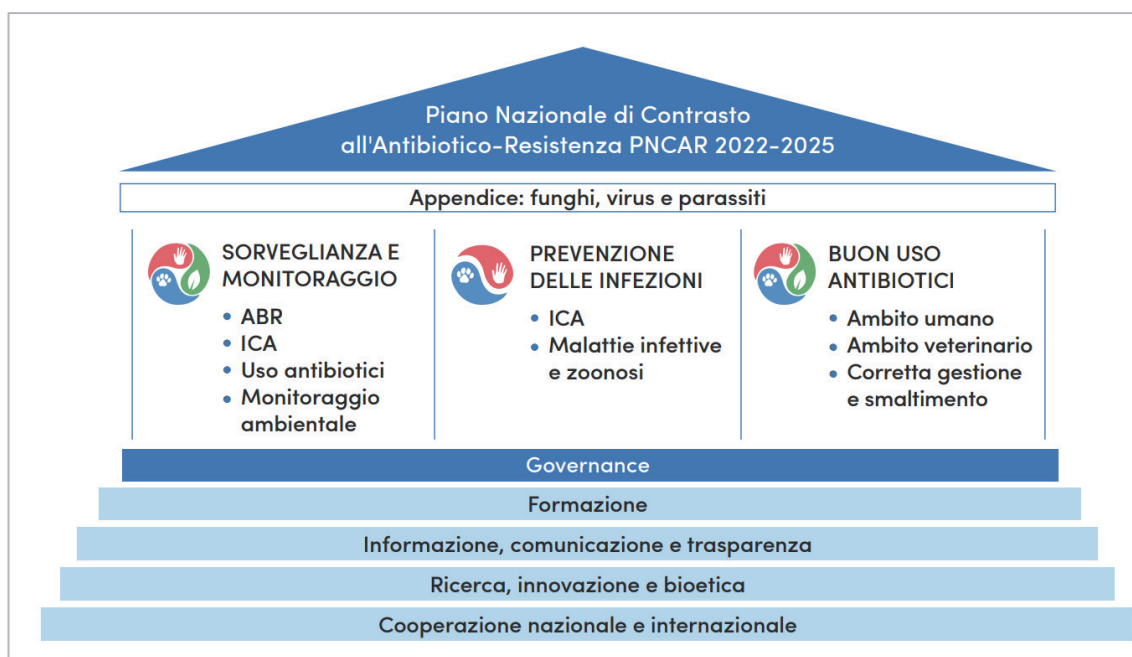 Piano Nazionale di Contrasto
all'Antibiotico-Resistenza PNCAR 2022-2025
Appendice: funghi, virus e parassiti
SORVEGLIANZA E
MONITORAGGIO
• ABR
• ICA
• Uso antibiotici
• Monitoraggio
ambientale
PREVENZIONE
DELLE INFEZIONI
• ICA
• Malattie infettive
e zoonosi
BUON USO
ANTIBIOTICI
• Ambito umano
• Ambito veterinario
• Corretta gestione
e smaltimento
Governance
Formazione
Informazione, comunicazione e trasparenza
Ricerca, innovazione e bioetica
Cooperazione nazionale e internazionale